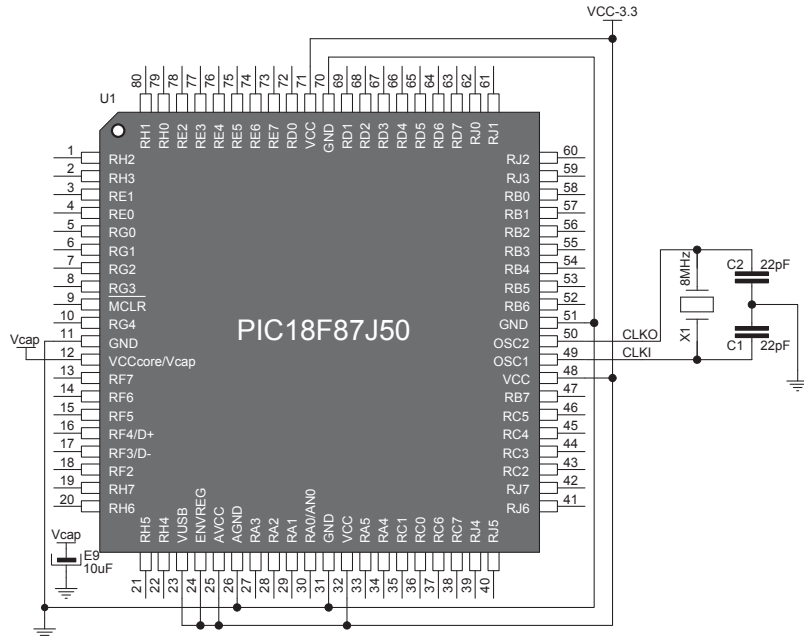 VCC-3.3
U1
80 79 78 77 76 75 74 73 72 71 70 69 68 67 66 65 64 63 62 61
RH1 RH0 RE2 RE3 RE4 RE5 RE6 RE7 RD0 VCC GND RD1 RD2 RD3 RD4 RD5 RD6 RD7 RJ0 RJ1
1 RH2
2 RH3
3 RE1
4 RE0
5 RG0
6 RG1
7 RG2
8 RG3
9 MCLR
10 RG4
11 GND
Vcap
12 VCCcore/Vcap
13 RF7
14 RF6
15 RF5
16 RF4/D+
17 RF3/D-
18 RF2
19 RH7
20 RH6
PIC18F87J50
RJ2 60
RJ3 59
RB0 58
RB1 57
RB2 56
RB3 55
RB4 54
RB5 53
RB6 52
GND 51
OSC2 50 CLKO
OSC1 49 CLKI
VCC 48
RB7 47
RC5 46
RC4 45
RC3 44
RC2 43
RJ7 42
RJ6 41
8MHz
X1
C2 22pF
C1 22pF
RH5 RH4 VUSB ENVREG AVCC AGND RA3 RA2 RA1 RA0/AN0 GND VCC RA5 RA4 RC1 RC0 RC6 RC7 RJ4 RJ5
21 22 23 24 25 26 27 28 29 30 31 32 33 34 35 36 37 38 39 40
Vcap
E9
10uF